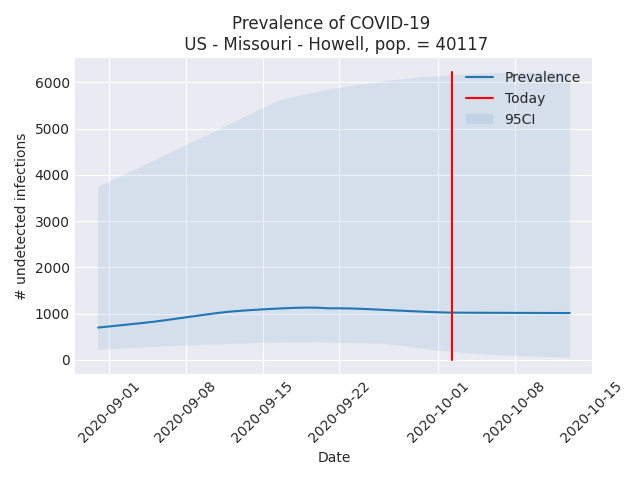 Prevalence of COVID-19
US - Missouri - Howell, pop. = 40117
Prevalence
Today
95CI
# undetected infections
6000
5000
4000
3000
2000
1000
0
2020-09-01
2020-09-08
2020-09-15
2020-09-22
2020-10-01
2020-10-08
2020-10-15
Date